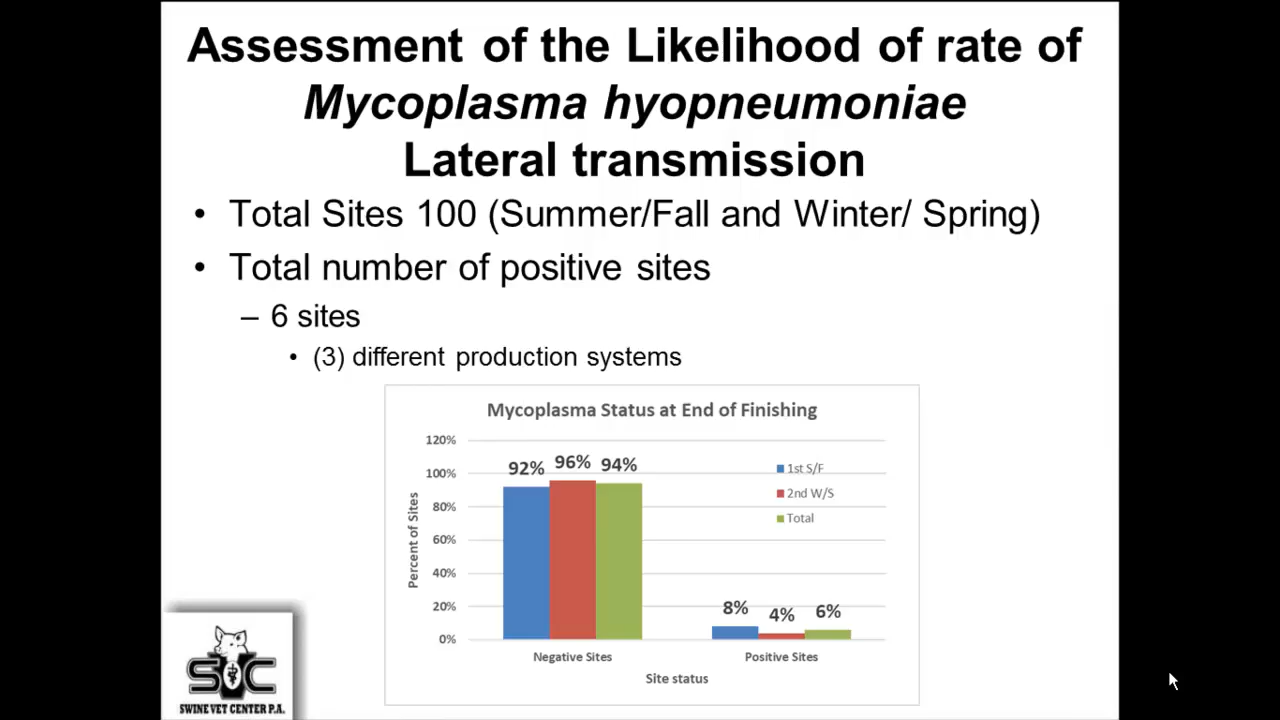 Assessment of the Likelihood of rate of
Mycoplasma hyopneumoniae
Lateral transmission
• Total Sites 100 (Summer/Fall and Winter/ Spring)
• Total number of positive sites
– 6 sites
• (3) different production systems
Mycoplasma Status at End of Finishing
120%
100%
80%
60%
40%
20%
0%
Percent of Sites
92%
96%
94%
8%
4%
6%
1st S/F
2nd W/S
Total
Negative Sites
Positive Sites
Site status
SVC
SWINE VET CENTER P.A.